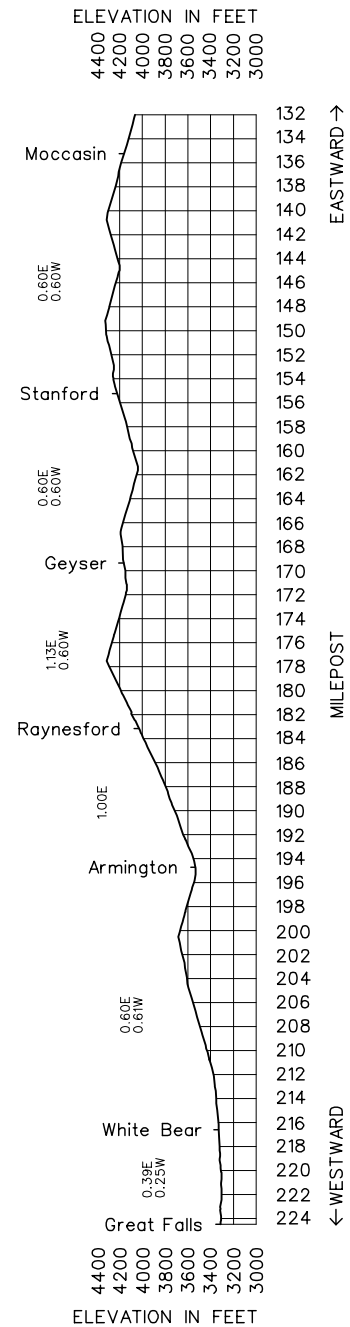 ELEVATION IN FEET
4400
4200
4000
3800
3600
3400
3200
3000
132
134
136
138
140
142
144
146
148
150
152
154
156
158
160
162
164
166
168
170
172
174
176
178
180
182
184
186
188
190
192
194
196
198
200
202
204
206
208
210
212
214
216
218
220
222
224
EASTWARD →
MILEPOST
← WESTWARD
Moccasin
0.60E
0.60W
Stanford
0.60E
0.60W
Geyser
1.13E
0.60W
Raynesford
1.00E
Armington
0.60E
0.61W
White Bear
0.39E
0.25W
Great Falls
4400
4200
4000
3800
3600
3400
3200
3000
ELEVATION IN FEET